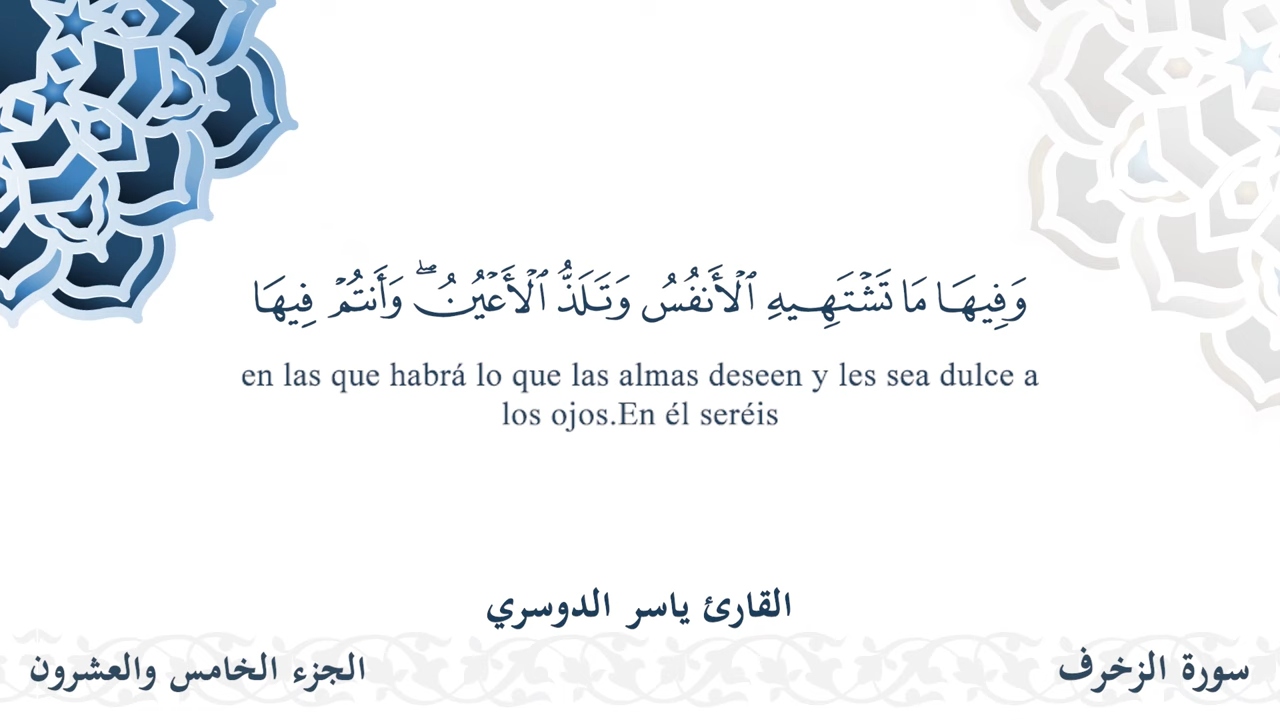 وَفِيهَا مَا تَشْتَهِيهِ ٱلْأَنفُسُ وَتَلَذُّ ٱلْأَعْيُنُ ۖ وَأَنتُمْ فِيهَا
en las que habrá lo que las almas deseen y les sea dulce a
los ojos.En él seréis
القارئ ياسر الدوسري
سورة الزخرف
الجزء الخامس والعشرون